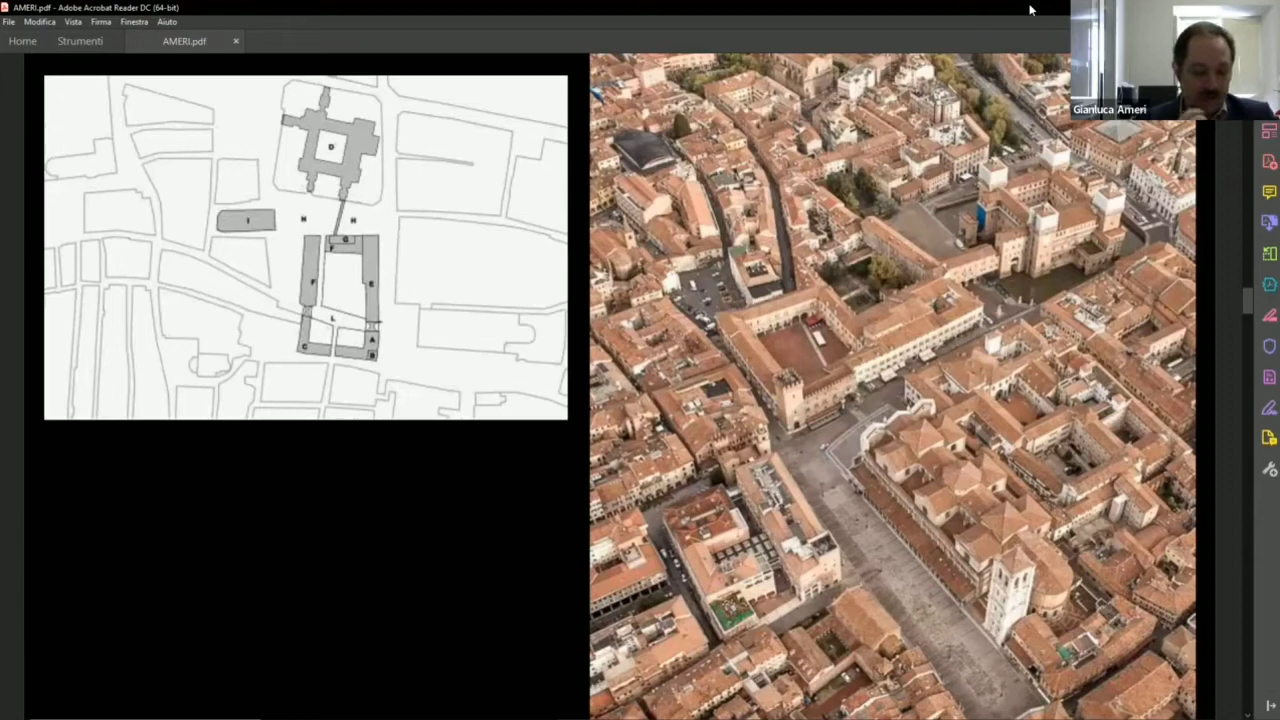 AMERI.pdf - Adobe Acrobat Reader DC (64-bit)
File Modifica Vista Firma Finestra Aiuto
Home Strumenti AMERI.pdf ×
Gianluca Ameri
D
I H H
G
F
F E
L
A
C B